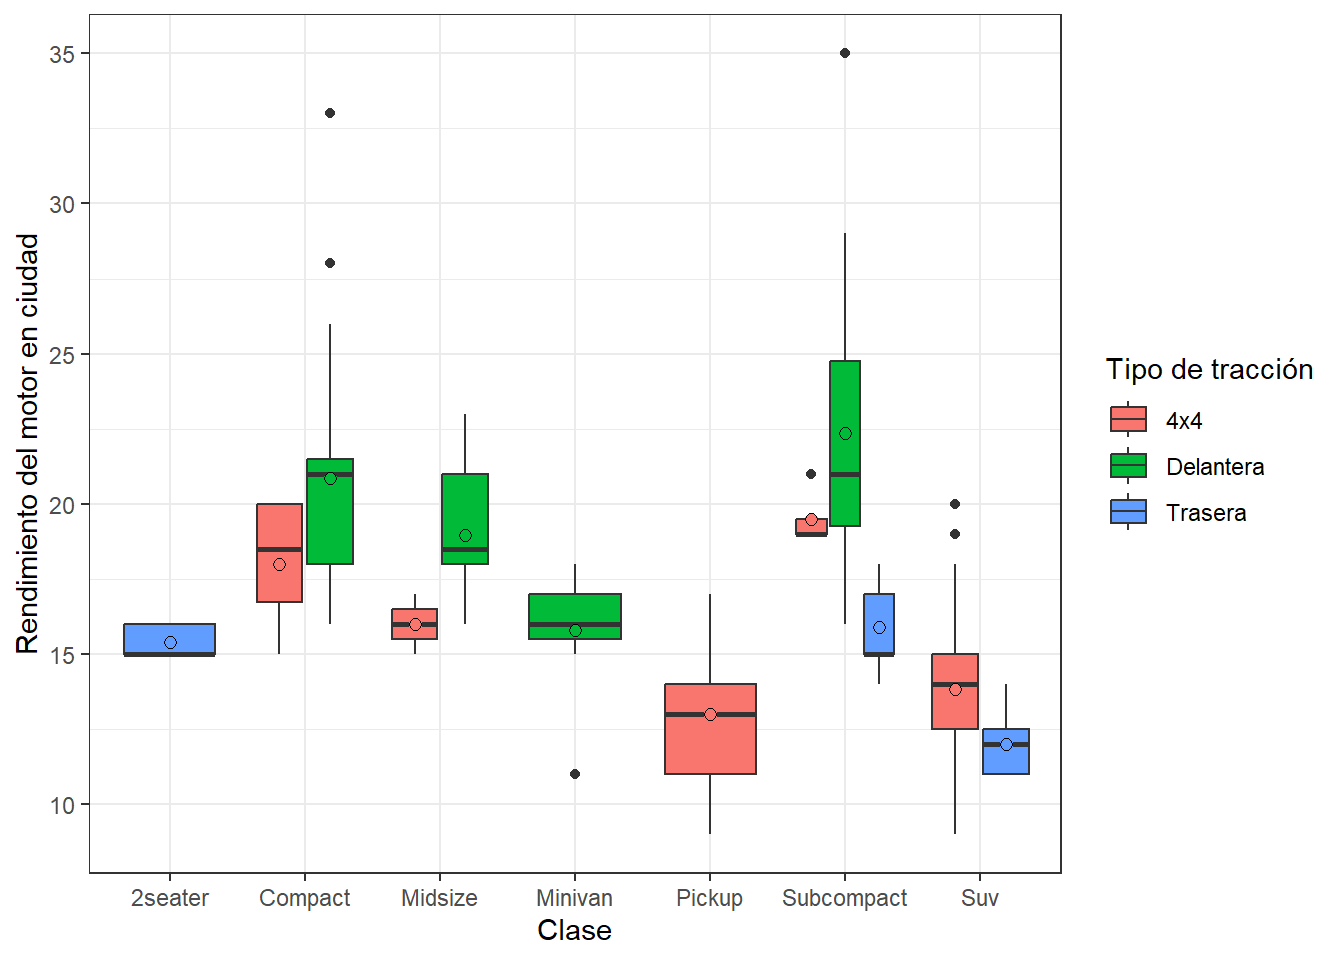 35
30
25
20
15
10
Rendimiento del motor en ciudad
2seater Compact Midsize Minivan Pickup Subcompact Suv
Clase
Tipo de tracción
4x4
Delantera
Trasera